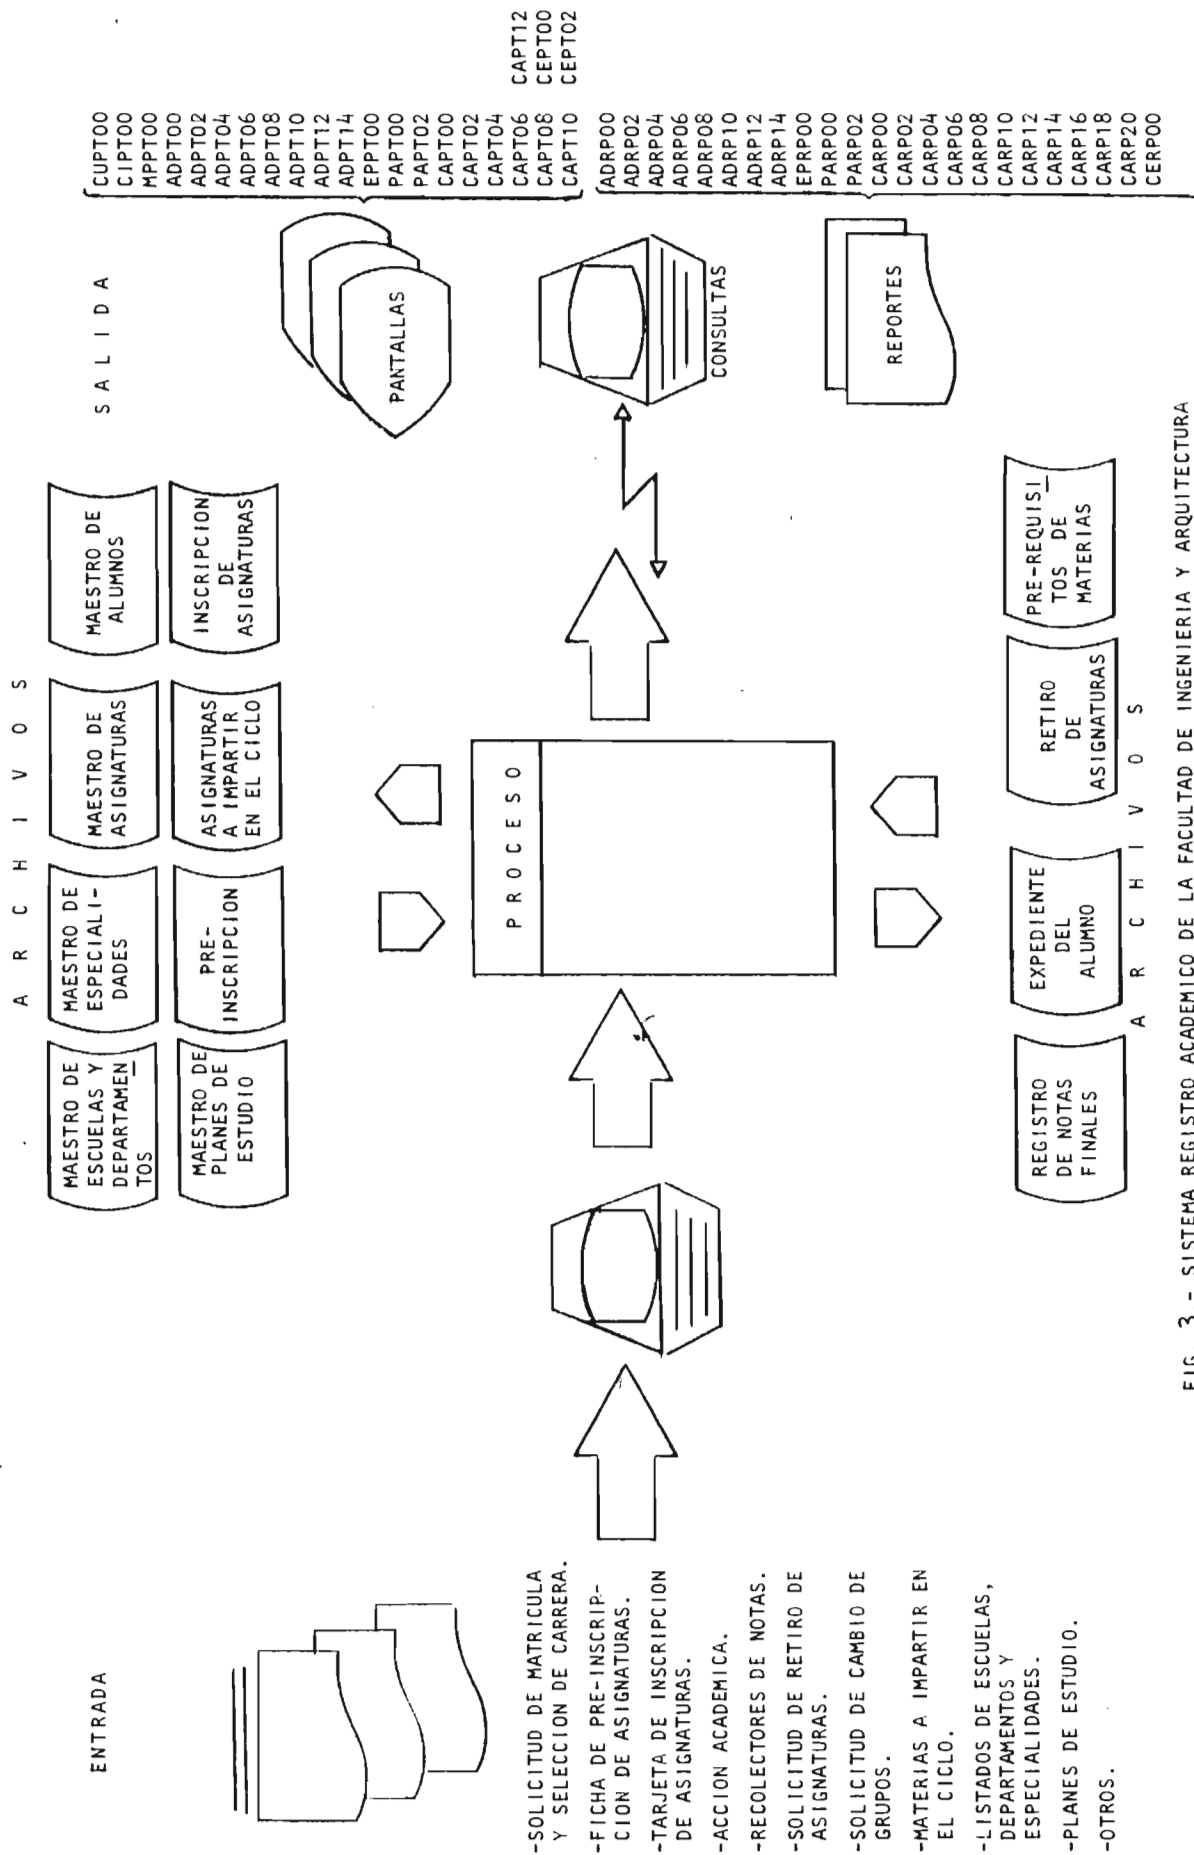 ENTRADA
-SOLICITUD DE MATRICULA
Y SELECCION DE CARRERA.
-FICHA DE PRE-INSCRIP-
CION DE ASIGNATURAS.
-TARJETA DE INSCRIPCION
DE ASIGNATURAS.
-ACCION ACADEMICA.
-RECOLECTORES DE NOTAS.
-SOLICITUD DE RETIRO DE
ASIGNATURAS.
-SOLICITUD DE CAMBIO DE
GRUPOS.
-MATERIAS A IMPARTIR EN
EL CICLO.
-LISTADOS DE ESCUELAS,
DEPARTAMENTOS Y
ESPECIALIDADES.
-PLANES DE ESTUDIO.
-OTROS.
A R C H I V O S
MAESTRO DE
ESCUELAS Y
DEPARTAMEN
TOS
MAESTRO DE
ESPECIALI-
DADES
MAESTRO DE
ASIGNATURAS
MAESTRO DE
ALUMNOS
MAESTRO DE
PLANES DE
ESTUDIO
PRE-
INSCRIPCION
ASIGNATURAS
A IMPARTIR
EN EL CICLO
INSCRIPCION
DE
ASIGNATURAS
P R O C E S O
REGISTRO
DE NOTAS
FINALES
EXPEDIENTE
DEL
ALUMNO
RETIRO
DE
ASIGNATURAS
PRE-REQUISI
TOS DE
MATERIAS
A R C H I V O S
S A L I D A
PANTALLAS
CONSULTAS
REPORTES
CUPT00
CIPT00
MPPT00
ADPT00
ADPT02
ADPT04
ADPT06
ADPT08
ADPT10
ADPT12
ADPT14
EPPT00
PAPT00
PAPT02
CAPT00
CAPT02
CAPT04
CAPT06 CAPT12
CAPT08 CEPT00
CAPT10 CEPT02
ADRP00
ADRP02
ADRP04
ADRP06
ADRP08
ADRP10
ADRP12
ADRP14
EPRP00
PARP00
PARP02
CARP00
CARP02
CARP04
CARP06
CARP08
CARP10
CARP12
CARP14
CARP16
CARP18
CARP20
CERP00
FIG. 3 - SISTEMA REGISTRO ACADEMICO DE LA FACULTAD DE INGENIERIA Y ARQUITECTURA